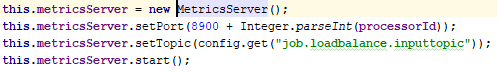 this.metricsServer = new MetricsServer();
this.metricsServer.setPort(8900 + Integer.parseInt(processorId));
this.metricsServer.setTopic(config.get("job.loadbalance.inputtopic"));
this.metricsServer.start();